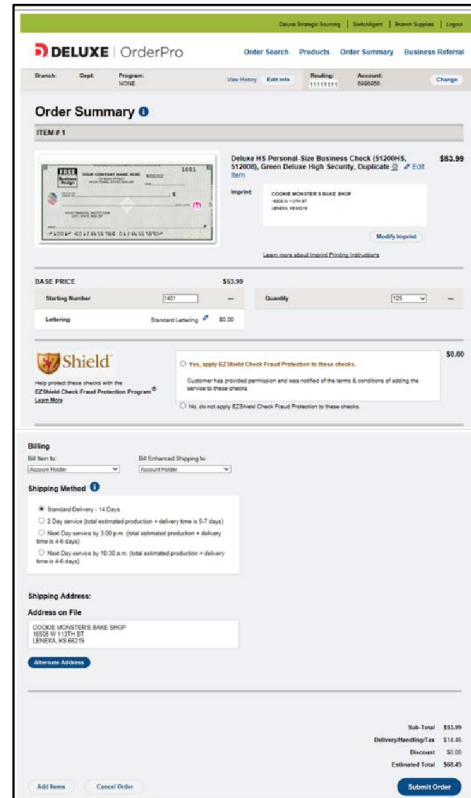 Deluxe Strategic Sourcing | SwitchAgent | Branch Supplies | Logout
DELUXE | OrderPro
Order Search Products Order Summary Business Referral
Branch: Dept: Program: NONE View History Edit Info Routing: 11111111 Account: Change
Order Summary
ITEM # 1
Deluxe HS Personal-Size Business Check (S1200HS, $53.99
S12008), Green Deluxe High Security, Duplicate Edit
Item
FREE Business Design
YOUR COMPANY NAME HERE
1001
Imprint COOKIE MONSTER'S BAKE SHOP
LENEXA, KS 66219
Modify Imprint
Learn more about Imprint Printing Instructions
BASE PRICE $53.99
Starting Number 1401 — Quantity 125 —
Lettering Standard Lettering $0.00
EZShield $0.00
Yes, apply EZShield Check Fraud Protection to these checks.
Help protect these checks with the
EZShield Check Fraud Protection Program®
Learn More
Customer has provided permission and was notified of the terms & conditions of adding the
service to these checks.
No, do not apply EZShield Check Fraud Protection to these checks.
Billing
Bill Item to: Bill Enhanced Shipping to:
Account Holder Account Holder
Shipping Method
Standard Delivery - 14 Days
2 Day service (total estimated production + delivery time is 5-7 days)
Next Day service by 3:00 p.m. (total estimated production + delivery
time is 4-6 days)
Next Day service by 10:30 a.m. (total estimated production + delivery
time is 4-6 days)
Shipping Address:
Address on File
COOKIE MONSTER'S BAKE SHOP
16505 W 113TH ST
LENEXA, KS 66219
Alternate Address
Sub-Total $53.99
Delivery/Handling/Tax $14.46
Discount $0.00
Estimated Total $68.45
Add Items Cancel Order Submit Order